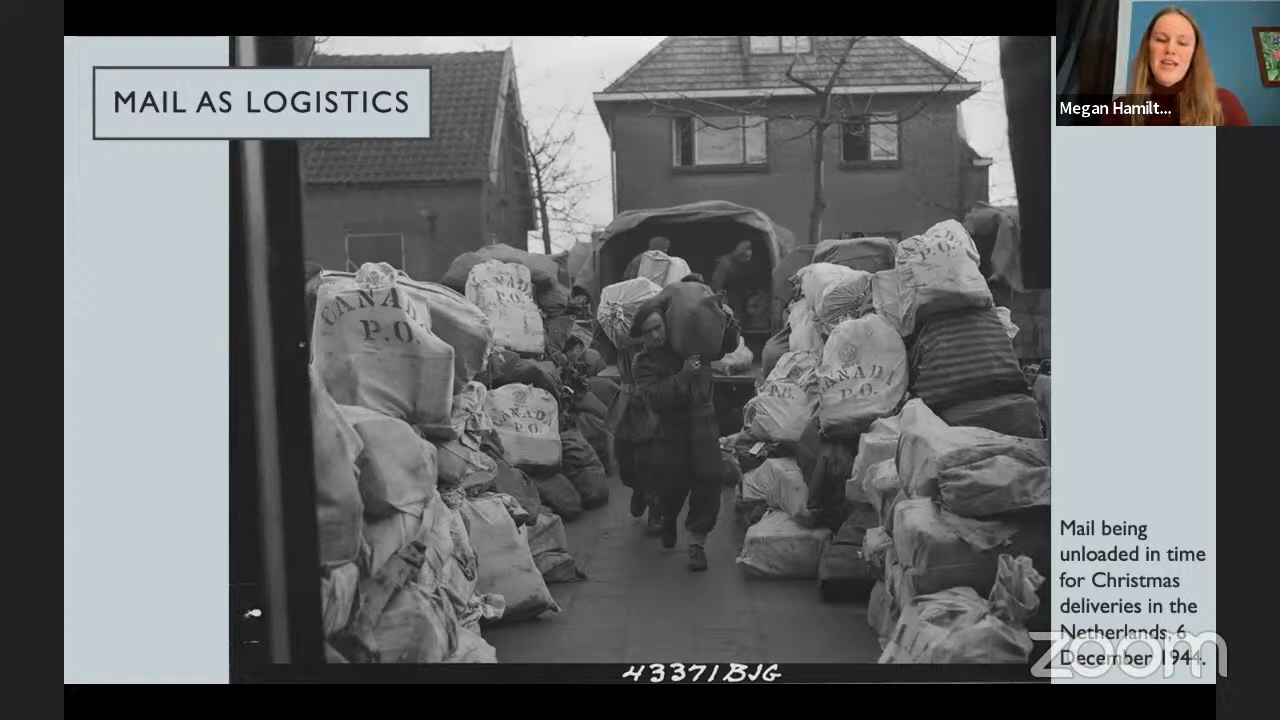 MAIL AS LOGISTICS
Megan Hamilt...
CANADA
P.O.
CANADA
P.O.
CANADA
P.O.
P.O.
CANADA
P.O.
P.O.
Mail being
unloaded in time
for Christmas
deliveries in the
Netherlands, 6
December 1944.
zoom
43371BJG